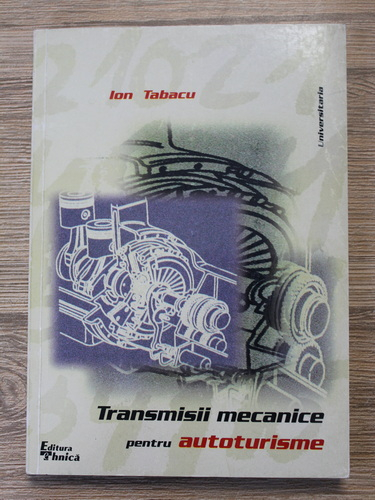 Ion Tabacu
Universitaria
Transmisii mecanice
pentru autoturisme
Editura
Tehnică